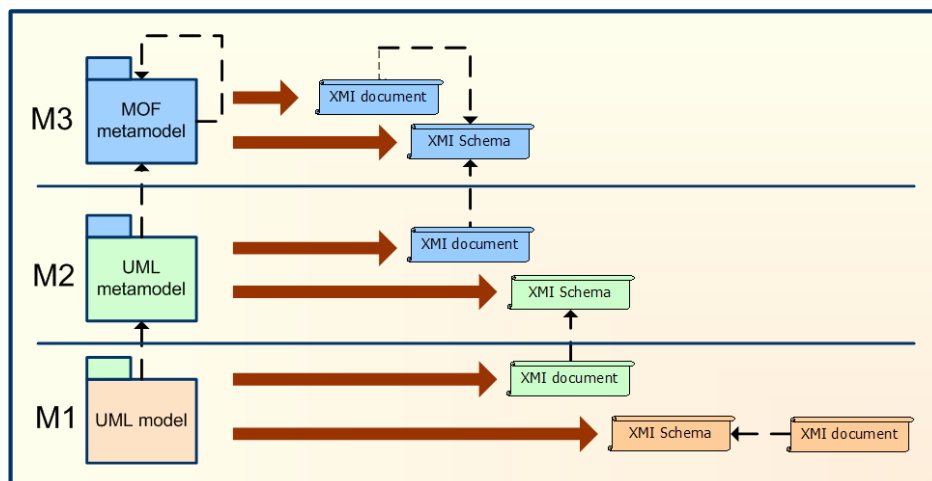 M3
MOF
metamodel
XMI document
XMI Schema
M2
UML
metamodel
XMI document
XMI Schema
M1
UML model
XMI document
XMI Schema
XMI document